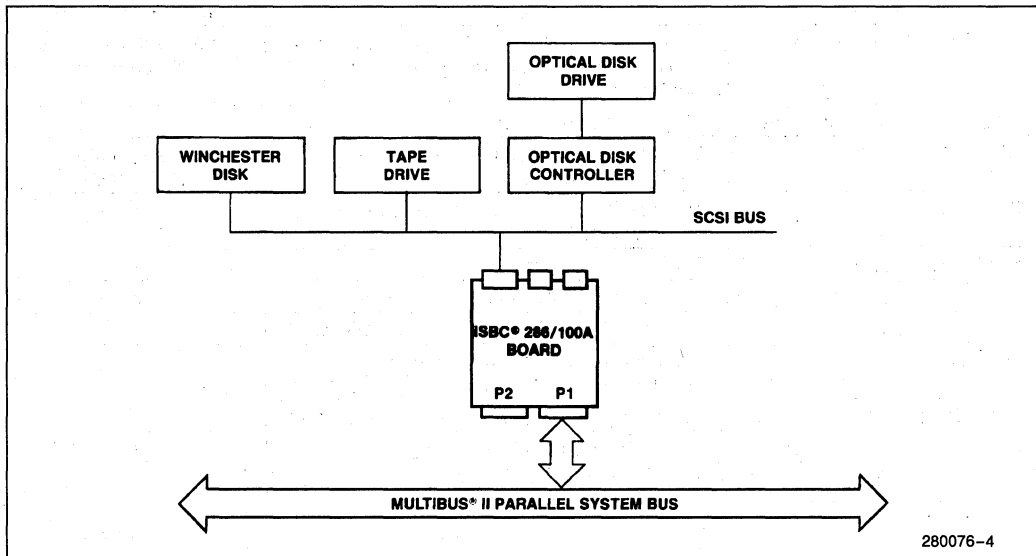 OPTICAL DISK
DRIVE
WINCHESTER
DISK
TAPE
DRIVE
OPTICAL DISK
CONTROLLER
SCSI BUS
iSBC® 286/100A
BOARD
P2 P1
MULTIBUS® II PARALLEL SYSTEM BUS
280076-4